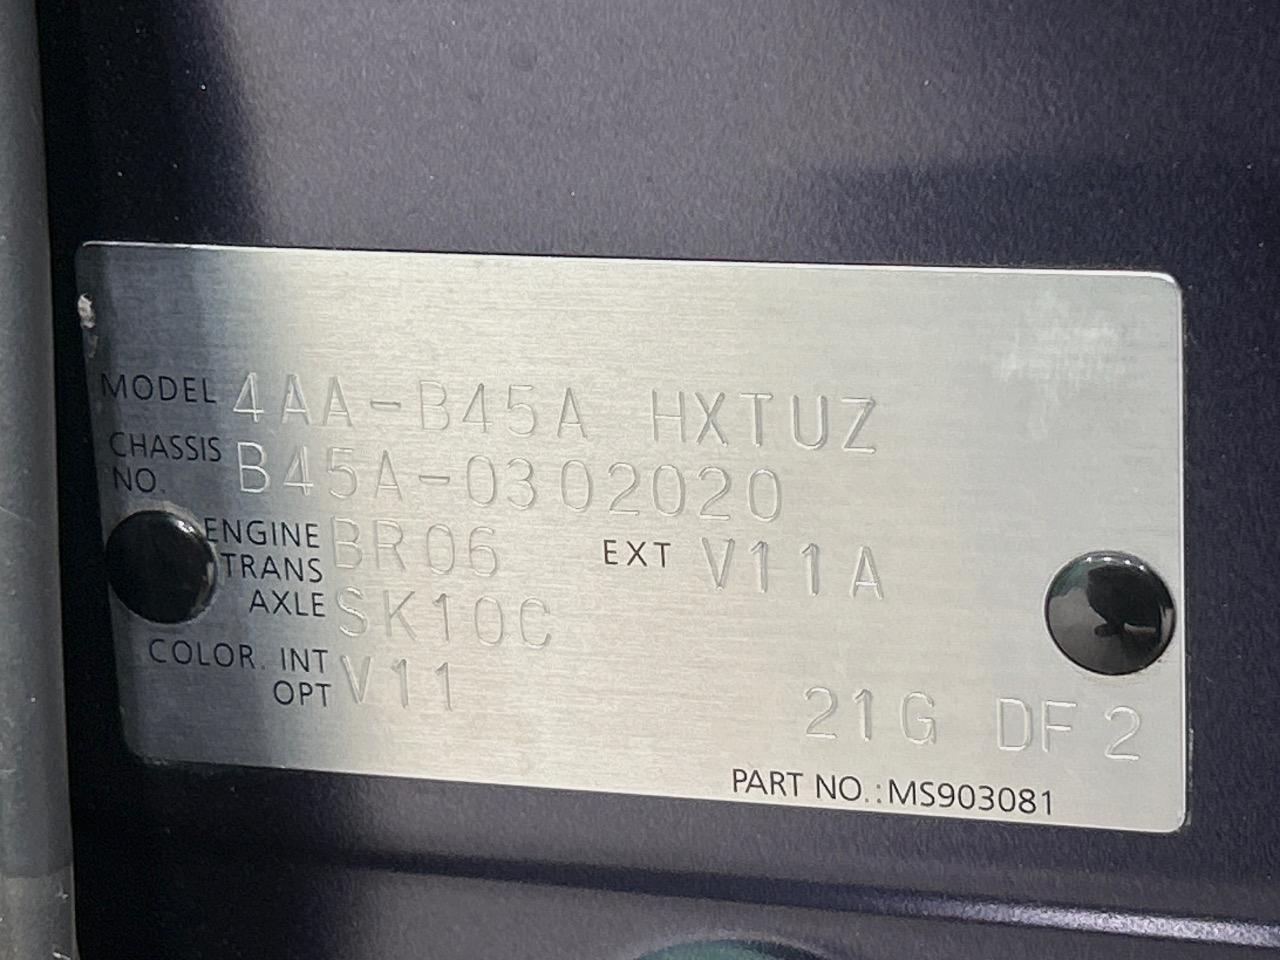 MODEL 4AA-B45A HXTUZ
CHASSIS
NO. B45A-0302020
ENGINE BR06 EXT V11A
TRANS
AXLE SK10C
COLOR. INT V11
OPT
21G DF2
PART NO.:MS903081